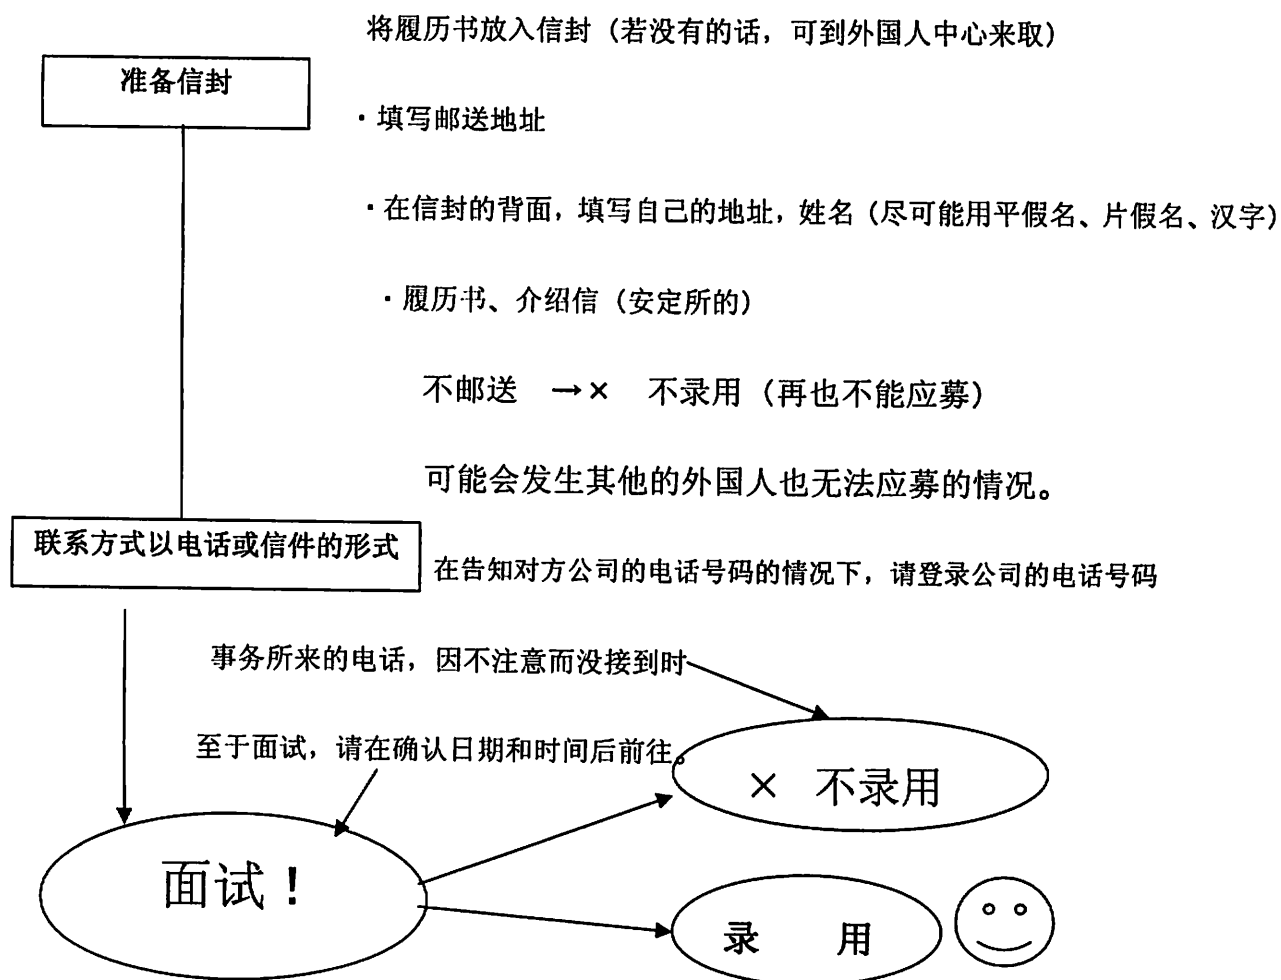 将履历书放入信封（若没有的话，可到外国人中心来取）
准备信封
・填写邮送地址
・在信封的背面，填写自己的地址，姓名（尽可能用平假名、片假名、汉字）
・履历书、介绍信（安定所的）
不邮送　→×　不录用（再也不能应募）
可能会发生其他的外国人也无法应募的情况。
联系方式以电话或信件的形式
在告知对方公司的电话号码的情况下，请登录公司的电话号码
事务所来的电话，因不注意而没接到时
至于面试，请在确认日期和时间后前往。
×　不录用
面试！
录　用